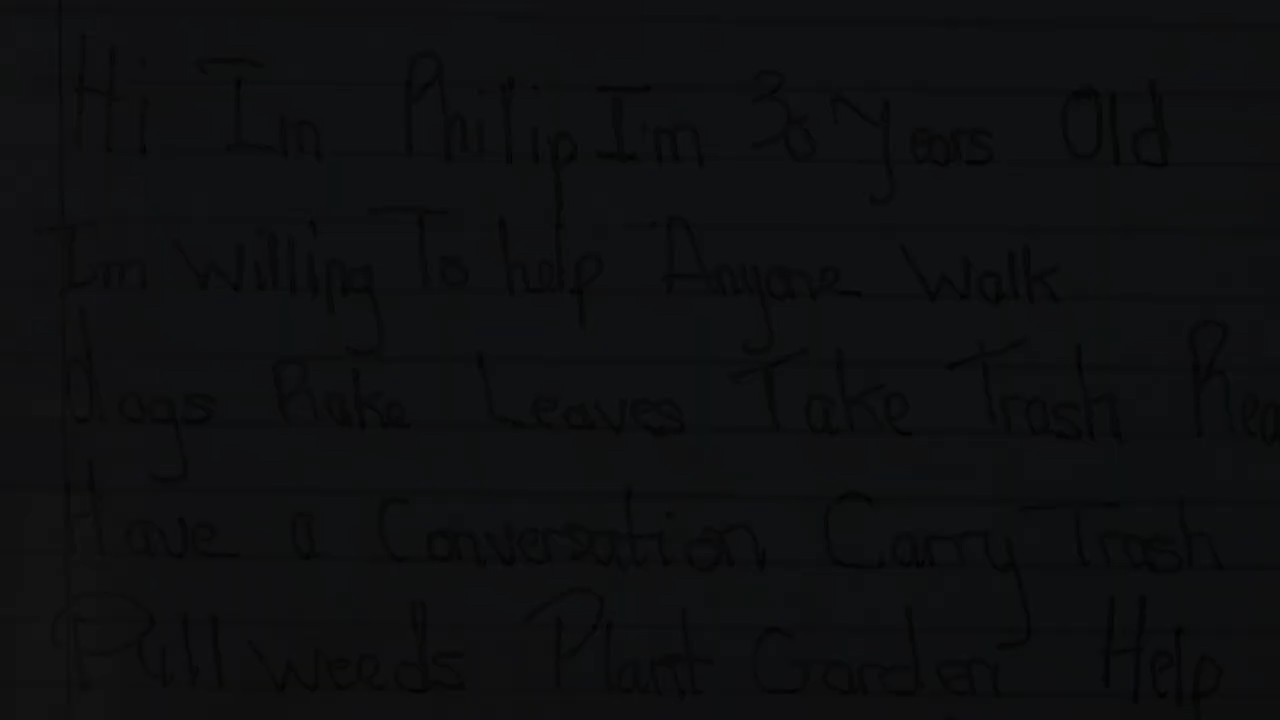 Hi Im Philip I'm 36 Years Old
Im Willing To help Anyone Walk
dogs Rake Leaves Take Trash
Have a Conversation Carry Trash
Pull weeds Plant Garden Help